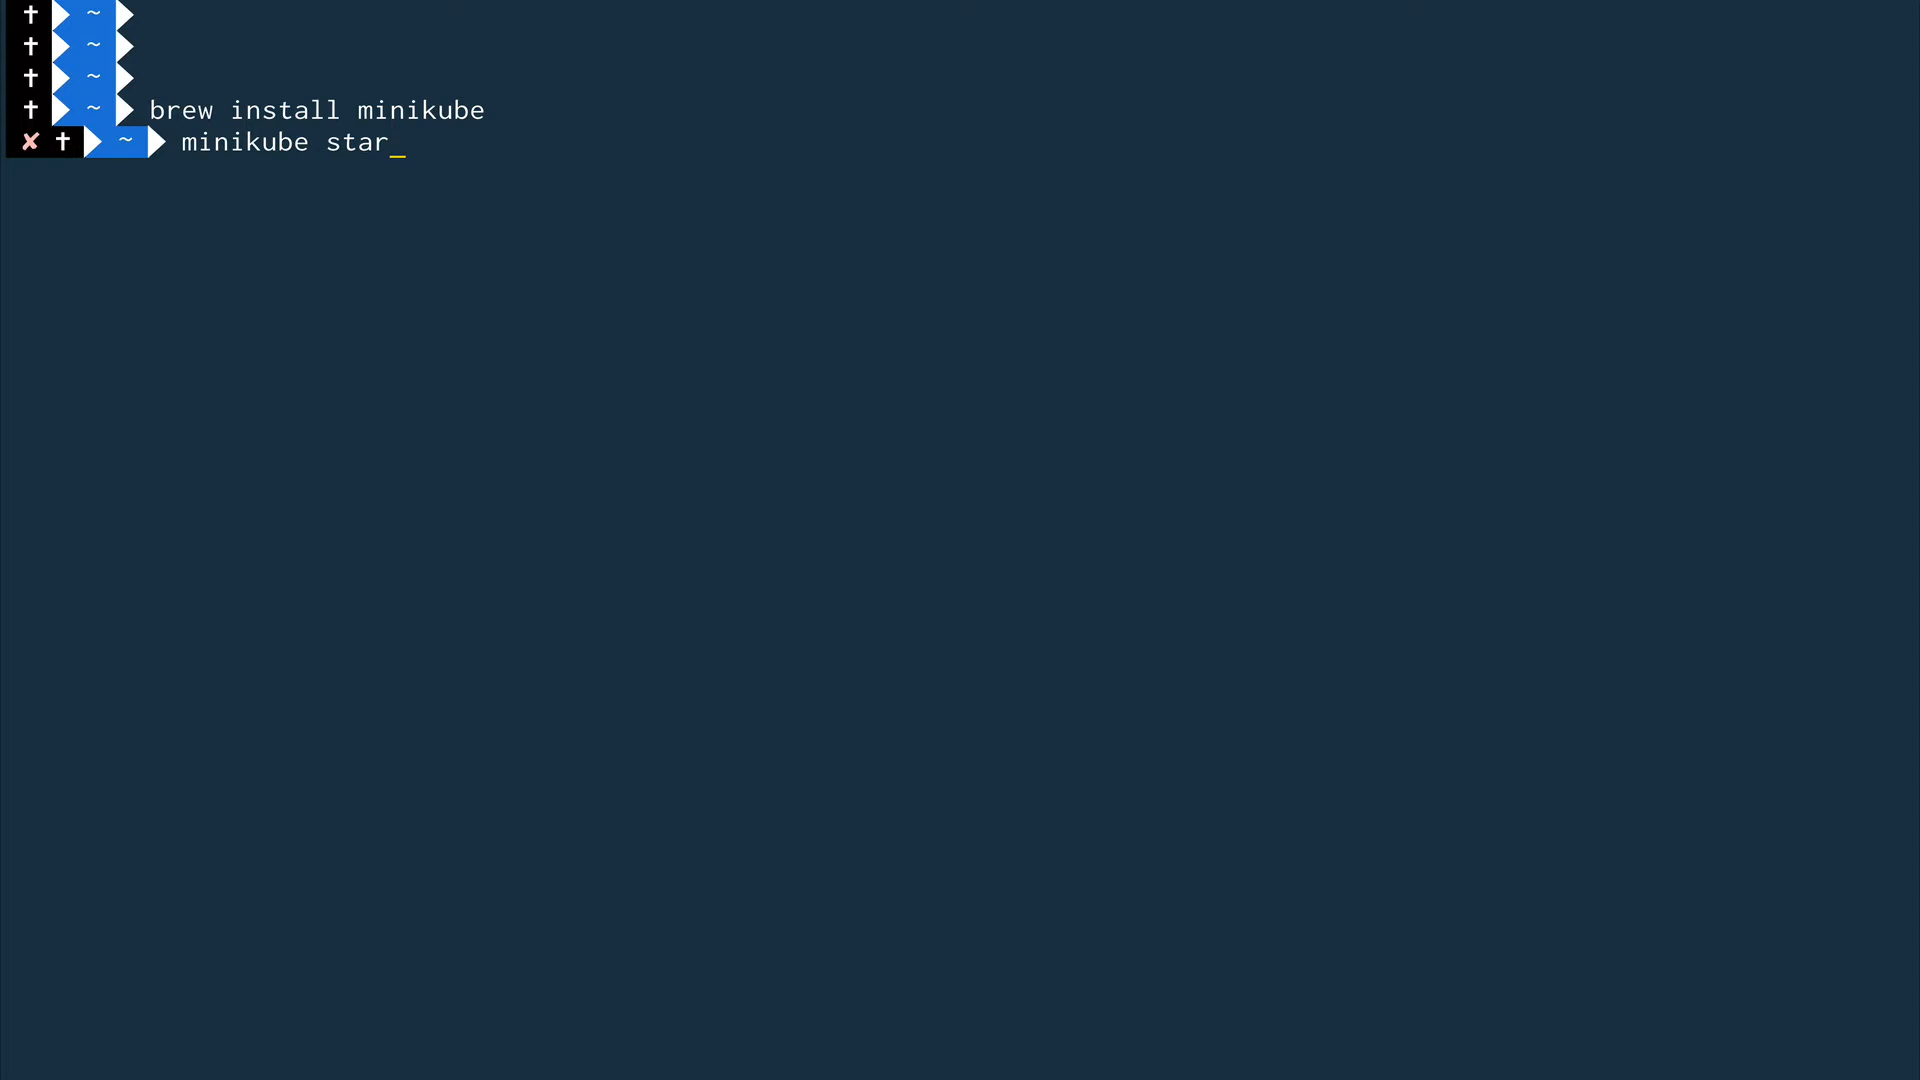 ✝ ~
✝ ~
✝ ~
✝ ~ brew install minikube
✘ ✝ ~ minikube star_